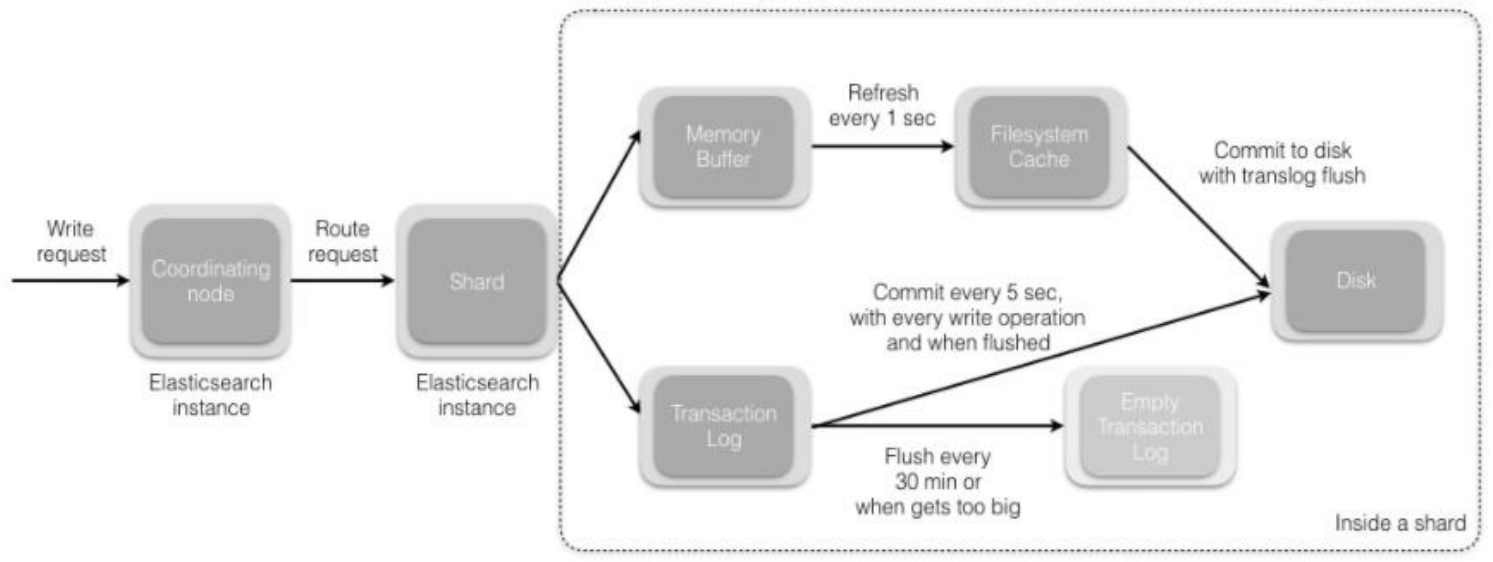 Write
request
Coordinating
node
Elasticsearch
instance
Route
request
Shard
Elasticsearch
instance
Memory
Buffer
Refresh
every 1 sec
Filesystem
Cache
Commit to disk
with translog flush
Disk
Commit every 5 sec,
with every write operation
and when flushed
Transaction
Log
Flush every
30 min or
when gets too big
Empty
Transaction
Log
Inside a shard